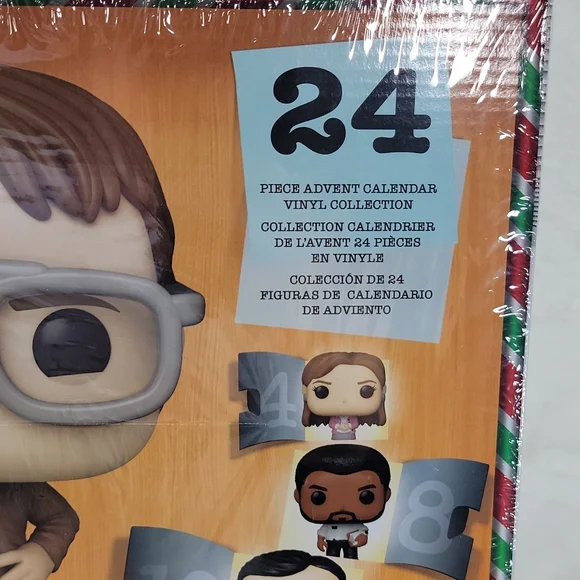 24
PIECE ADVENT CALENDAR
VINYL COLLECTION
COLLECTION CALENDRIER
DE L'AVENT 24 PIÈCES
EN VINYLE
COLECCIÓN DE 24
FIGURAS DE CALENDARIO
DE ADVIENTO
4
8